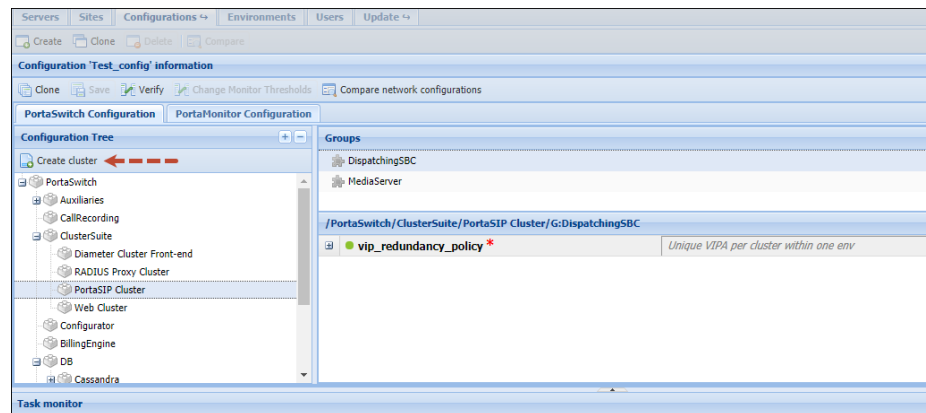 Servers Sites Configurations ↪ Environments Users Update ↪
Create Clone Delete Compare
Configuration 'Test_config' information
Clone Save Verify Change Monitor Thresholds Compare network configurations
PortaSwitch Configuration PortaMonitor Configuration
Configuration Tree
Create cluster
PortaSwitch
Auxiliaries
CallRecording
ClusterSuite
Diameter Cluster Front-end
RADIUS Proxy Cluster
PortaSIP Cluster
Web Cluster
Configurator
BillingEngine
DB
Cassandra
Groups
DispatchingSBC
MediaServer
/PortaSwitch/ClusterSuite/PortaSIP Cluster/G:DispatchingSBC
vip_redundancy_policy * Unique VIPA per cluster within one env
Task monitor